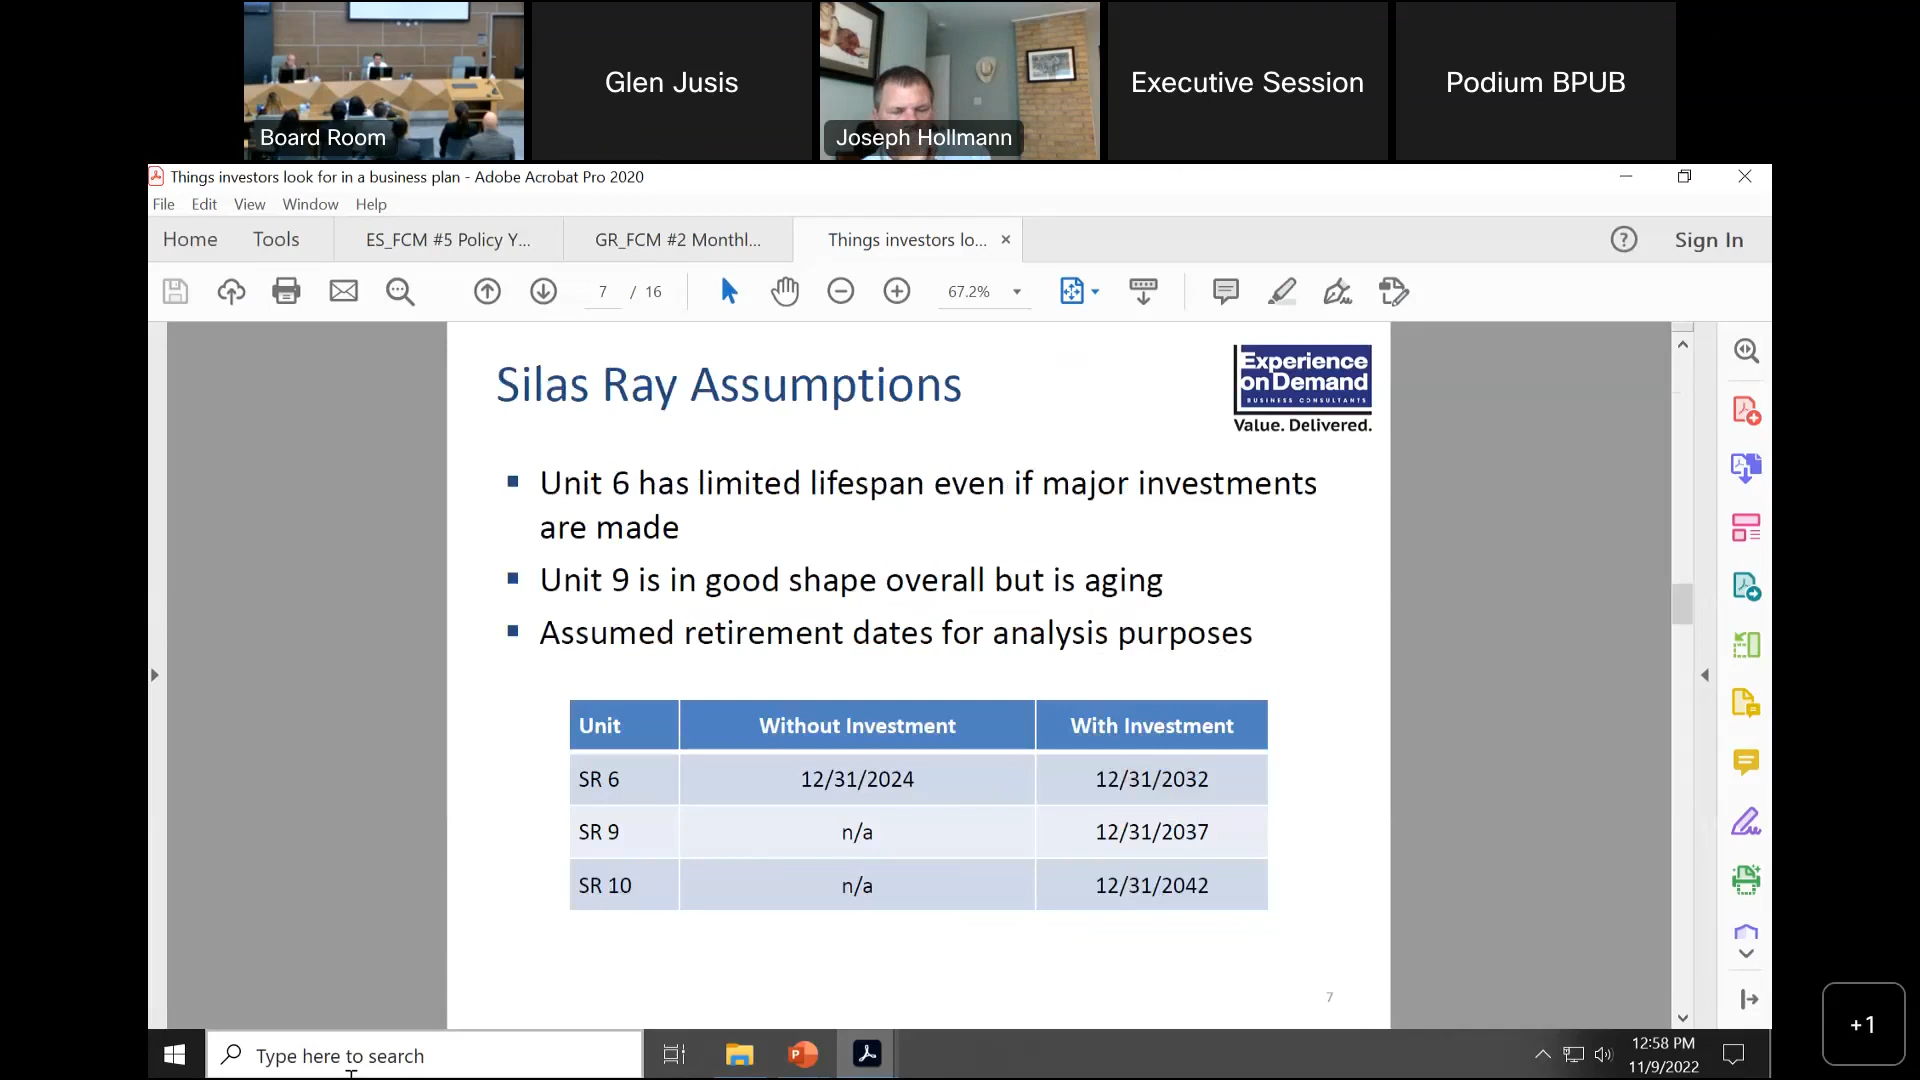 Board Room
Glen Jusis
Joseph Hollmann
Executive Session
Podium BPUB
Things investors look for in a business plan - Adobe Acrobat Pro 2020
File Edit View Window Help
Home Tools ES_FCM #5 Policy Y... GR_FCM #2 Monthl... Things investors lo... × ? Sign In
7 / 16 67.2%
Silas Ray Assumptions
Experience
on Demand
BUSINESS CONSULTANTS
Value. Delivered.
Unit 6 has limited lifespan even if major investments
are made
Unit 9 is in good shape overall but is aging
Assumed retirement dates for analysis purposes
Unit Without Investment With Investment
SR 6 12/31/2024 12/31/2032
SR 9 n/a 12/31/2037
SR 10 n/a 12/31/2042
7
+1
Type here to search
12:58 PM
11/9/2022